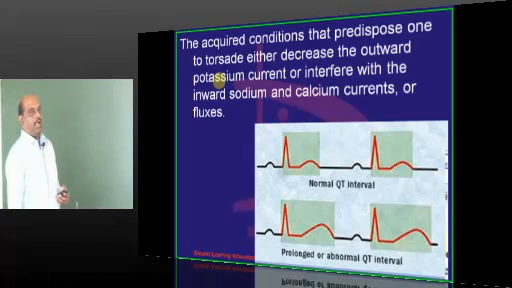 The acquired conditions that predispose one
to torsade either decrease the outward
potassium current or interfere with the
inward sodium and calcium currents, or
fluxes.
Normal QT interval
Prolonged or abnormal QT interval